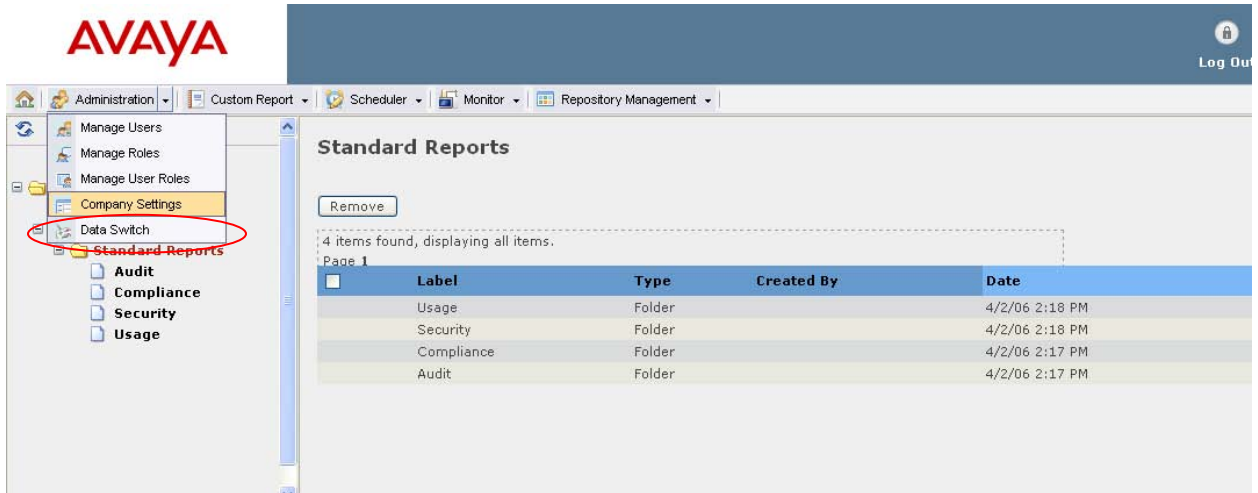 AVAYA
Log Out
Administration Custom Report Scheduler Monitor Repository Management
Manage Users
Manage Roles
Manage User Roles
Company Settings
Data Switch
Standard Reports
Audit
Compliance
Security
Usage
Standard Reports
Remove
4 items found, displaying all items.
Page 1
Label Type Created By Date
Usage Folder 4/2/06 2:18 PM
Security Folder 4/2/06 2:18 PM
Compliance Folder 4/2/06 2:17 PM
Audit Folder 4/2/06 2:17 PM